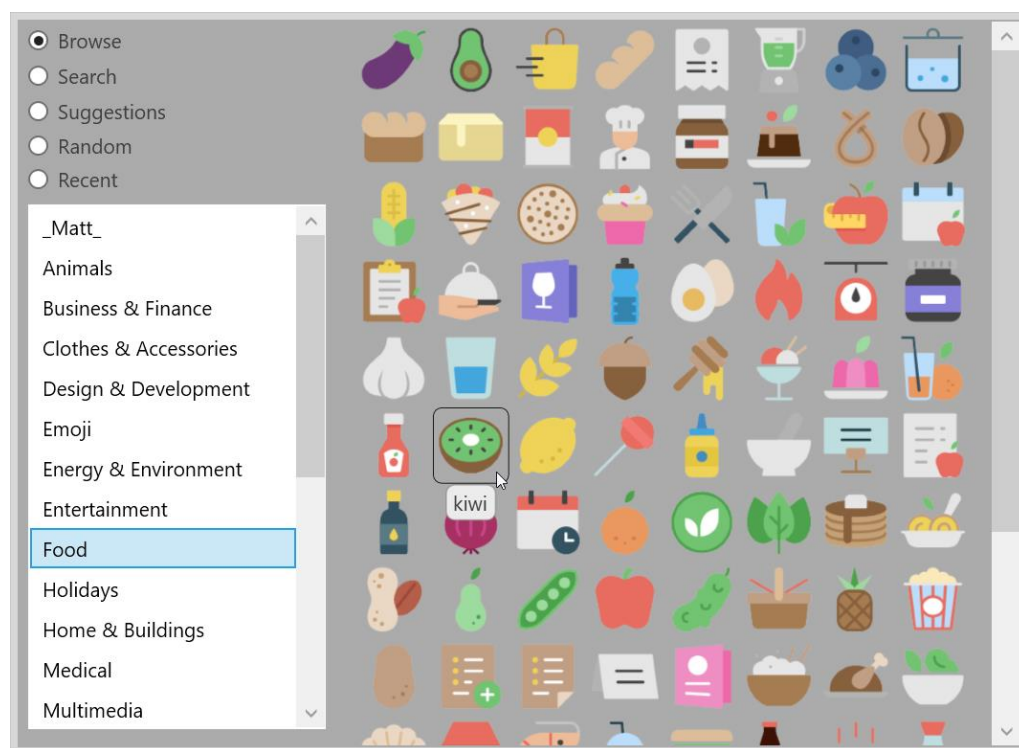 Browse
Search
Suggestions
Random
Recent
_Matt_
Animals
Business & Finance
Clothes & Accessories
Design & Development
Emoji
Energy & Environment
Entertainment
Food
Holidays
Home & Buildings
Medical
Multimedia
kiwi